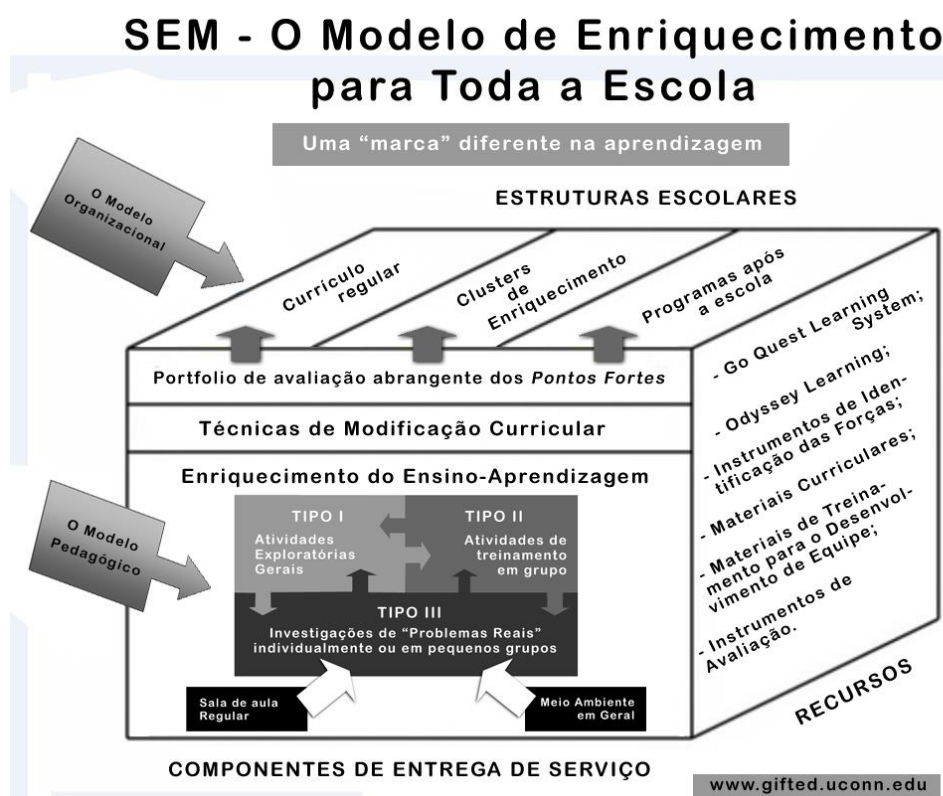 SEM - O Modelo de Enriquecimento
para Toda a Escola
Uma “marca” diferente na aprendizagem
ESTRUTURAS ESCOLARES
O Modelo
Organizacional
Currículo
regular
Clusters
de
Enriquecimento
Programas após
a escola
Portfolio de avaliação abrangente dos Pontos Fortes
Técnicas de Modificação Curricular
Enriquecimento do Ensino-Aprendizagem
O Modelo
Pedagógico
TIPO I
Atividades
Exploratórias
Gerais
TIPO II
Atividades de
treinamento
em grupo
TIPO III
Investigações de “Problemas Reais”
individualmente ou em pequenos grupos
Sala de aula
Regular
Meio Ambiente
em Geral
COMPONENTES DE ENTREGA DE SERVIÇO
- Go Quest Learning
System;
- Odyssey Learning;
- Instrumentos de Iden-
tificação das Forças;
- Materiais Curriculares;
- Materiais de Treina-
mento para o Desenvol-
vimento de Equipe;
- Instrumentos de
Avaliação.
RECURSOS
www.gifted.uconn.edu